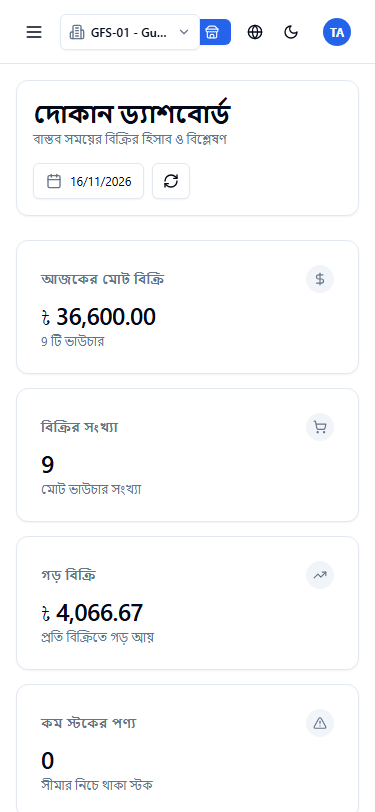 GFS-01 - Gu...
TA
দোকান ড্যাশবোর্ড
বাস্তব সময়ের বিক্রির হিসাব ও বিশ্লেষণ
16/11/2026
আজকের মোট বিক্রি
৳ 36,600.00
9 টি ভাউচার
বিক্রির সংখ্যা
9
মোট ভাউচার সংখ্যা
গড় বিক্রি
৳ 4,066.67
প্রতি বিক্রিতে গড় আয়
কম স্টকের পণ্য
0
সীমার নিচে থাকা স্টক